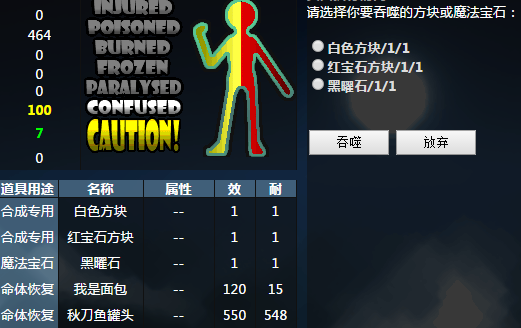 0
464
0
0
0
100
7
0
INJURED
POISONED
BURNED
FROZEN
PARALYSED
CONFUSED
CAUTION!
请选择你要吞噬的方块或魔法宝石：
白色方块/1/1
红宝石方块/1/1
黑曜石/1/1
吞噬 放弃
道具用途 名称 属性 效 耐
合成专用 白色方块 -- 1 1
合成专用 红宝石方块 -- 1 1
魔法宝石 黑曜石 -- 1 1
命体恢复 我是面包 -- 120 15
命体恢复 秋刀鱼罐头 -- 550 548